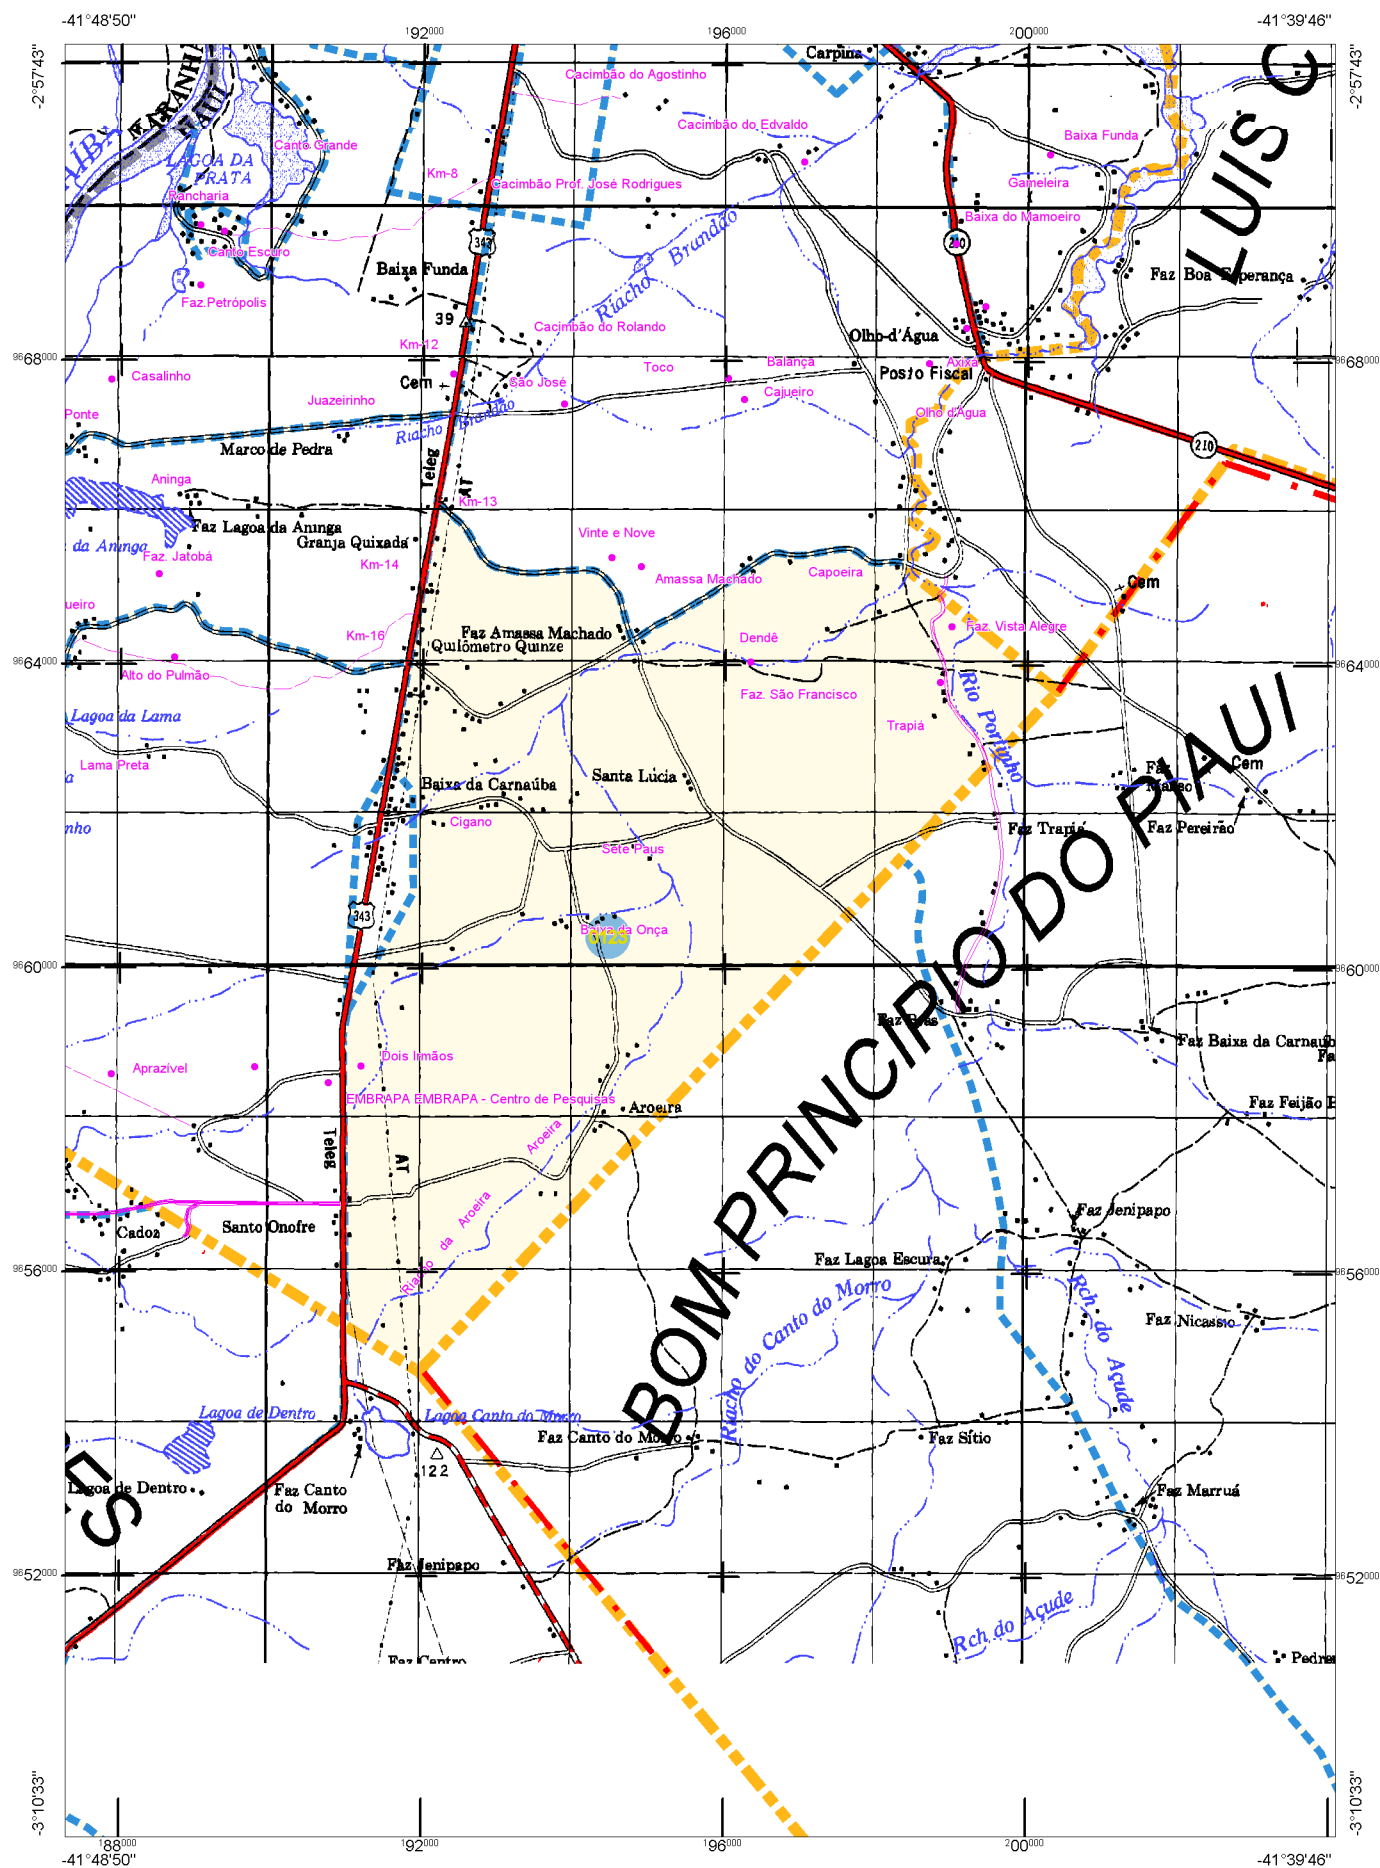 -41°48'50"
-41°39'46"
192000
196000
200000
-2°57'43"
-2°57'43"
Carpina
LUIS C
Cacimbão do Agostinho
MARANH
PIAUÍ
Cacimbão do Edvaldo
Baixa Funda
Canto Grande
LAGOA DA
PRATA
Km-8
Cacimbão Prof. José Rodrigues
Gameleira
Rancharia
Baixa do Mamoeiro
343
210
Canto Escuro
Riacho Brandão
Baixa Funda
Faz Boa Esperança
Faz.Petrópolis
39
Cacimbão do Rolando
Olho-d'Água
Km-12
9668000
9668000
Toco
Balança
Axixá
Posto Fiscal
Casalinho
Cem
São José
Cajueiro
Juazeirinho
Ponte
Riacho Brandão
Olho d'Água
Marco de Pedra
210
Teleg
AT
Aninga
Km-13
Faz Lagoa da Aninga
Vinte e Nove
da Aninga
Granja Quixadá
Faz. Jatobá
Km-14
Amassa Machado
Capoeira
Cem
ueiro
Km-16
Faz Amassa Machado
Dendê
Faz. Vista Alegre
Quilômetro Quinze
9664000
9664000
Alto do Pulmão
Faz. São Francisco
Rio Portinho
Lagoa da Lama
Trapiá
BOM PRINCIPIO DO PIAUI
Lama Preta
a
Baixa da Carnaúba
Santa Lúcia
Cem
Cigano
nho
Faz Trapiá
Faz Pereirão
Sete Paus
343
Baixa da Onça
0123
9660000
9660000
Faz Baixa da Carnaúb
Fa
Dois Irmãos
Aprazível
EMBRAPA EMBRAPA - Centro de Pesquisas
Aroeira
Faz Feijão B
Teleg
AT
Aroeira
Riacho da Aroeira
Cadoz
Santo Onofre
Faz Jenipapo
Faz Lagoa Escura
9656000
9656000
Riacho do Canto do Morro
Rch do Açude
Faz Nicassio
Lagoa de Dentro
Lagoa Canto do Morro
Faz Canto do Morro
Faz Sítio
122
ES
Lagoa de Dentro
Faz Canto
do Morro
Faz Marruá
Faz Jenipapo
9652000
9652000
Rch do Açude
Faz Centro
Pedre
-3°10'33"
-3°10'33"
188000
192000
196000
200000
-41°48'50"
-41°39'46"